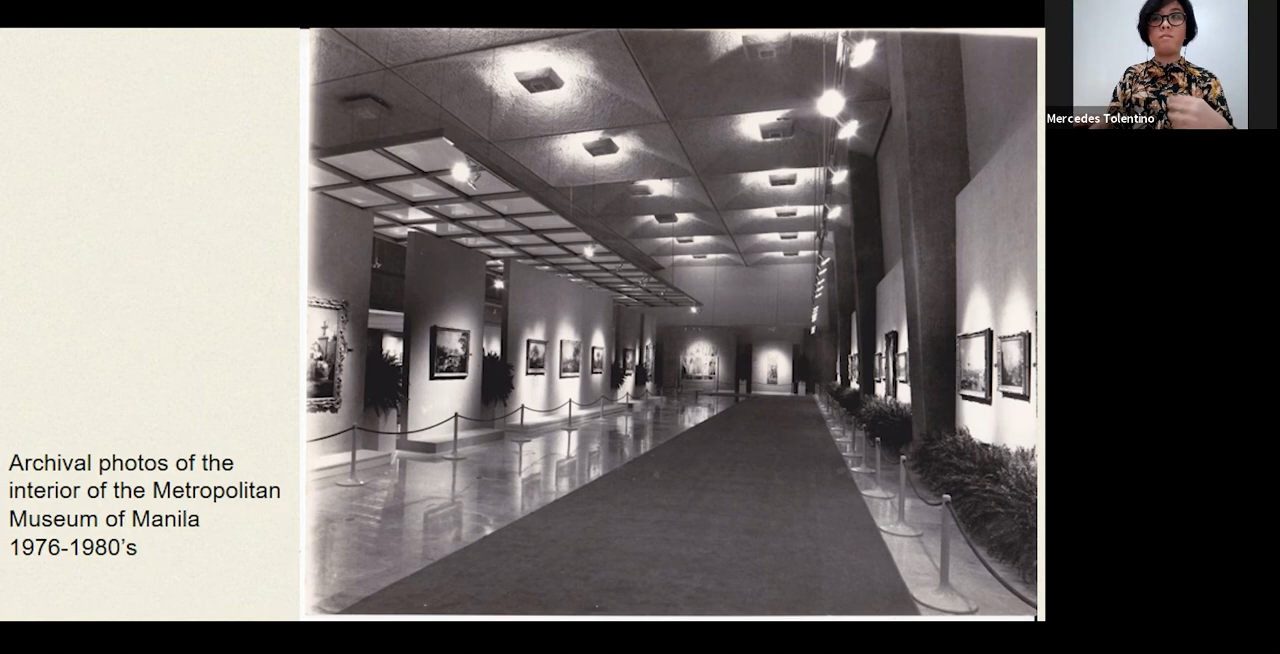 Mercedes Tolentino
Archival photos of the
interior of the Metropolitan
Museum of Manila
1976-1980's